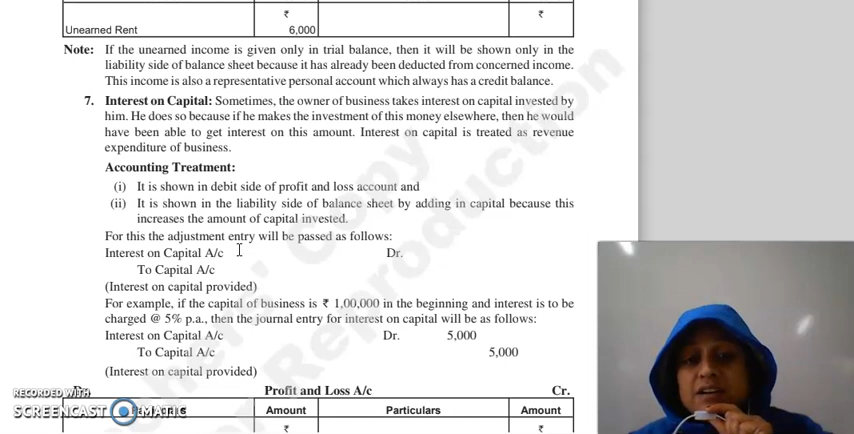 ₹ ₹
Unearned Rent 6,000
Note: If the unearned income is given only in trial balance, then it will be shown only in the
liability side of balance sheet because it has already been deducted from concerned income.
This income is also a representative personal account which always has a credit balance.
7. Interest on Capital: Sometimes, the owner of business takes interest on capital invested by
him. He does so because if he makes the investment of this money elsewhere, then he would
have been able to get interest on this amount. Interest on capital is treated as revenue
expenditure of business.
Accounting Treatment:
(i) It is shown in debit side of profit and loss account and
(ii) It is shown in the liability side of balance sheet by adding in capital because this
increases the amount of capital invested.
For this the adjustment entry will be passed as follows:
Interest on Capital A/c Dr.
To Capital A/c
(Interest on capital provided)
For example, if the capital of business is ₹ 1,00,000 in the beginning and interest is to be
charged @ 5% p.a., then the journal entry for interest on capital will be as follows:
Interest on Capital A/c Dr. 5,000
To Capital A/c 5,000
(Interest on capital provided)
Profit and Loss A/c Cr.
Amount Particulars Amount
₹ ₹
RECORDED WITH
SCREENCAST MATIC
Copy
Reproduction